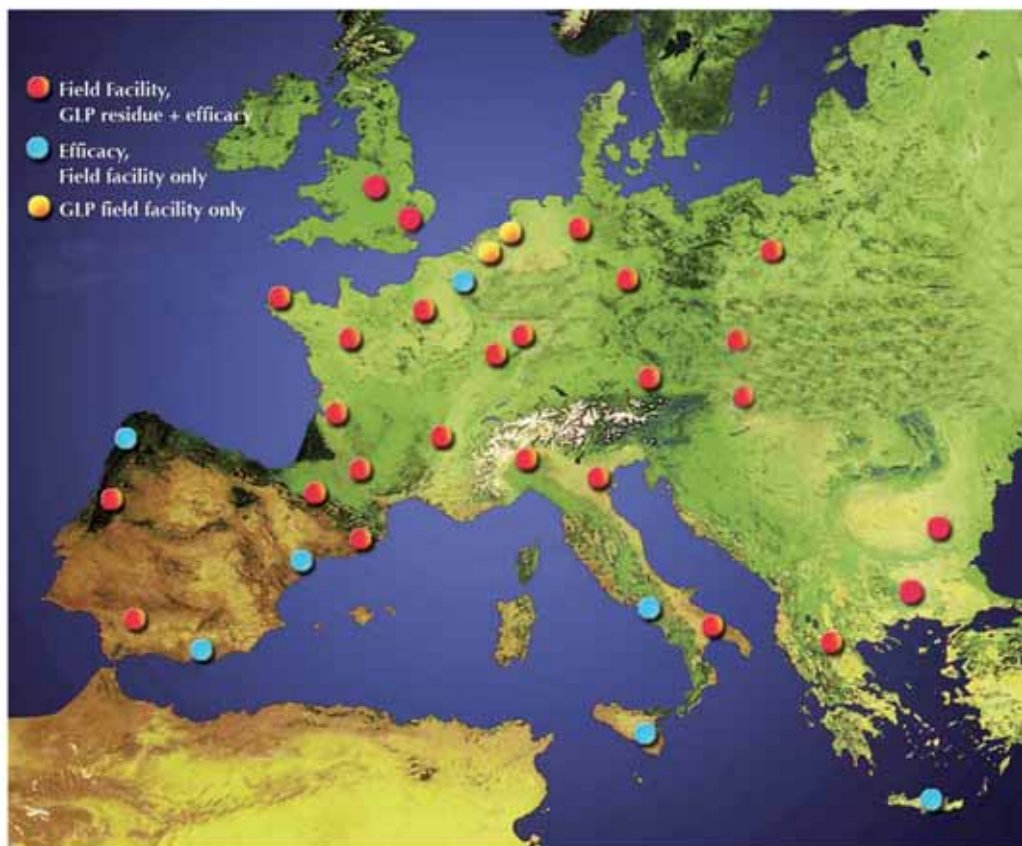 Field Facility,
GLP residue + efficacy
Efficacy,
Field facility only
GLP field facility only